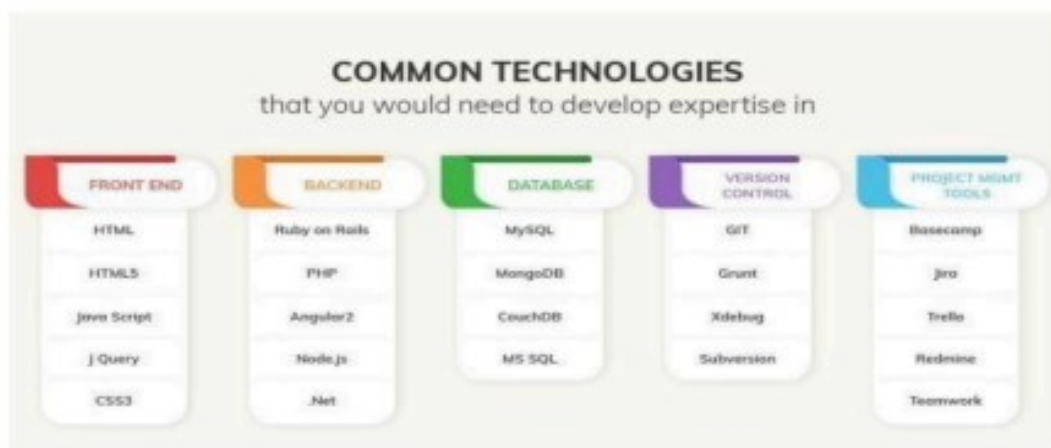 COMMON TECHNOLOGIES
that you would need to develop expertise in
FRONT END
HTML
HTML5
Java Script
j Query
CSS3
BACKEND
Ruby on Rails
PHP
Angular2
Node.js
.Net
DATABASE
MySQL
MongoDB
CouchDB
MS SQL
VERSION
CONTROL
GIT
Grunt
Xdebug
Subversion
PROJECT MGMT
TOOLS
Basecamp
Jira
Trello
Redmine
Teamwork